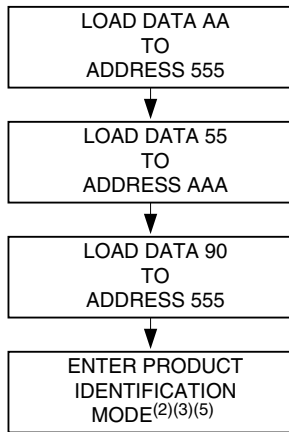 LOAD DATA AA
TO
ADDRESS 555
LOAD DATA 55
TO
ADDRESS AAA
LOAD DATA 90
TO
ADDRESS 555
ENTER PRODUCT
IDENTIFICATION
MODE(2)(3)(5)